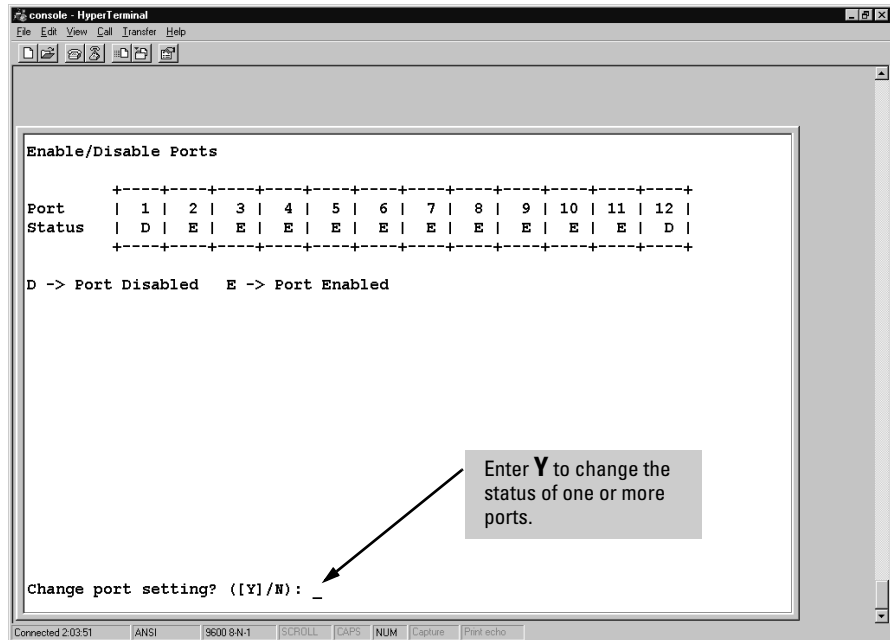 console - HyperTerminal
File Edit View Call Transfer Help
Enable/Disable Ports
+----+----+----+----+----+----+----+----+----+----+----+----+
Port | 1 | 2 | 3 | 4 | 5 | 6 | 7 | 8 | 9 | 10 | 11 | 12 |
Status | D | E | E | E | E | E | E | E | E | E | E | D |
+----+----+----+----+----+----+----+----+----+----+----+----+
D -> Port Disabled E -> Port Enabled
Enter Y to change the
status of one or more
ports.
Change port setting? ([Y]/N): _
Connected 2:03:51 ANSI 9600 8-N-1 SCROLL CAPS NUM Capture Print echo